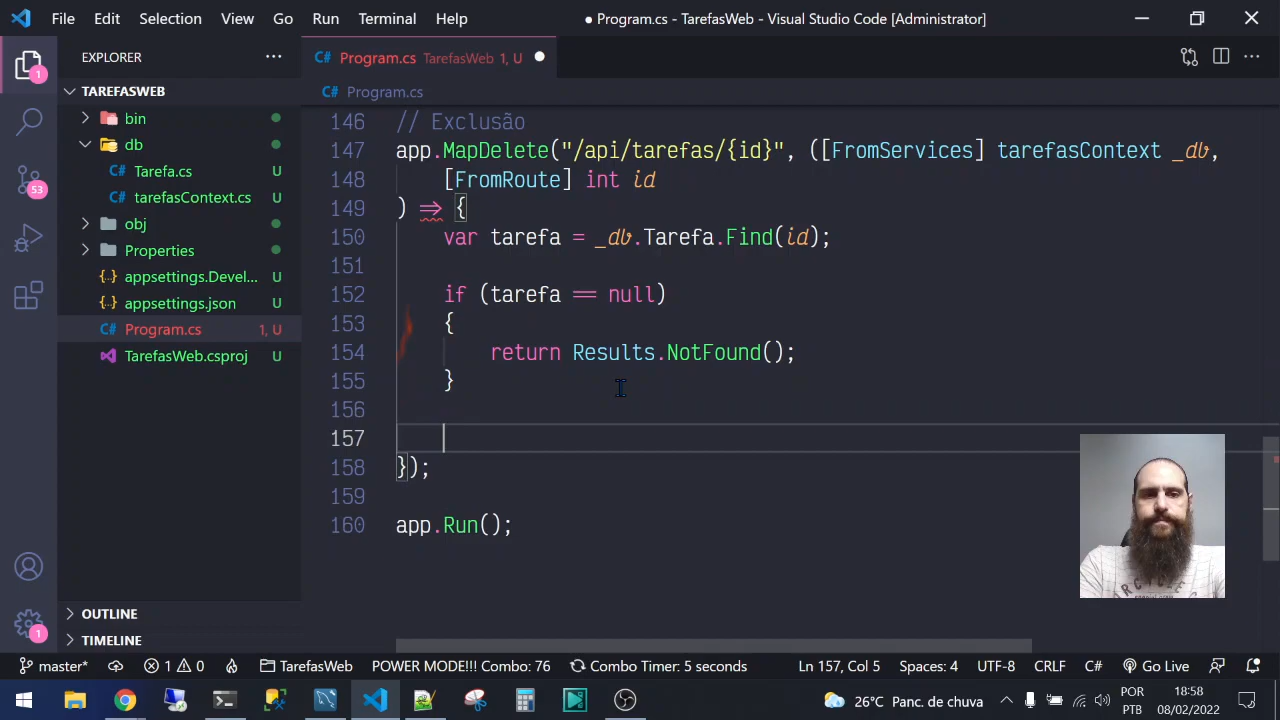 File Edit Selection View Go Run Terminal Help
● Program.cs - TarefasWeb - Visual Studio Code [Administrator]
EXPLORER
TAREFASWEB
bin
db
Tarefa.cs U
tarefasContext.cs U
obj
Properties
appsettings.Devel... U
appsettings.json U
Program.cs 1, U
TarefasWeb.csproj U
OUTLINE
TIMELINE
1
53
1
C# Program.cs TarefasWeb 1, U
C# Program.cs
146 // Exclusão
147 app.MapDelete("/api/tarefas/{id}", ([FromServices] tarefasContext _db,
148 [FromRoute] int id
149 ) => {
150 var tarefa = _db.Tarefa.Find(id);
151
152 if (tarefa == null)
153 {
154 return Results.NotFound();
155 }
156
157
158 });
159
160 app.Run();
master* 1 0 TarefasWeb POWER MODE!!! Combo: 76 Combo Timer: 5 seconds Ln 157, Col 5 Spaces: 4 UTF-8 CRLF C# Go Live
26°C Panc. de chuva POR PTB 18:58 08/02/2022